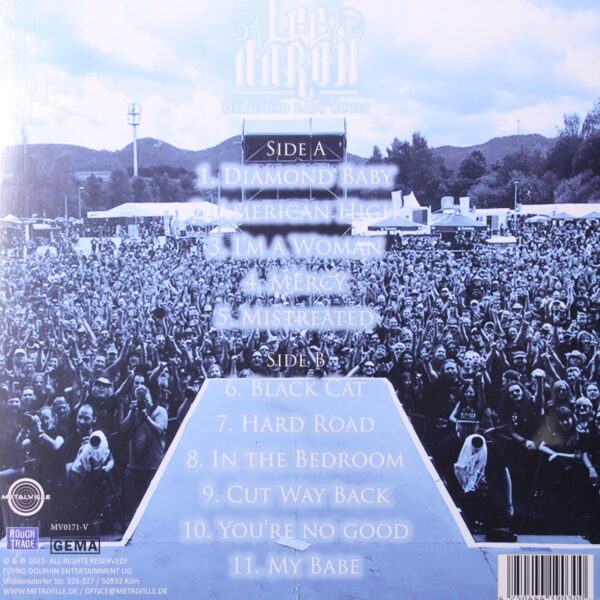 LEE
AARON
DIAMOND BABY BLUES
SIDE A
1. DIAMOND BABY
AMERICAN HIGH
3. I'M A WOMAN
4. MERCY
5. MISTREATED
SIDE B
6. BLACK CAT
7. HARD ROAD
8. IN THE BEDROOM
9. CUT WAY BACK
10. YOU'RE NO GOOD
11. MY BABE
METALVILLE
MV0171-V
ROUGH
TRADE
GEMA
© & ℗ 2022- ALL RIGHTS RESERVED!
FLYING DOLPHIN ENTERTAINMENT UG
Widdersdorfer Str. 325-327 / 50933 Köln
WWW.METALVILLE.DE / OFFICE@METALVILLE.DE